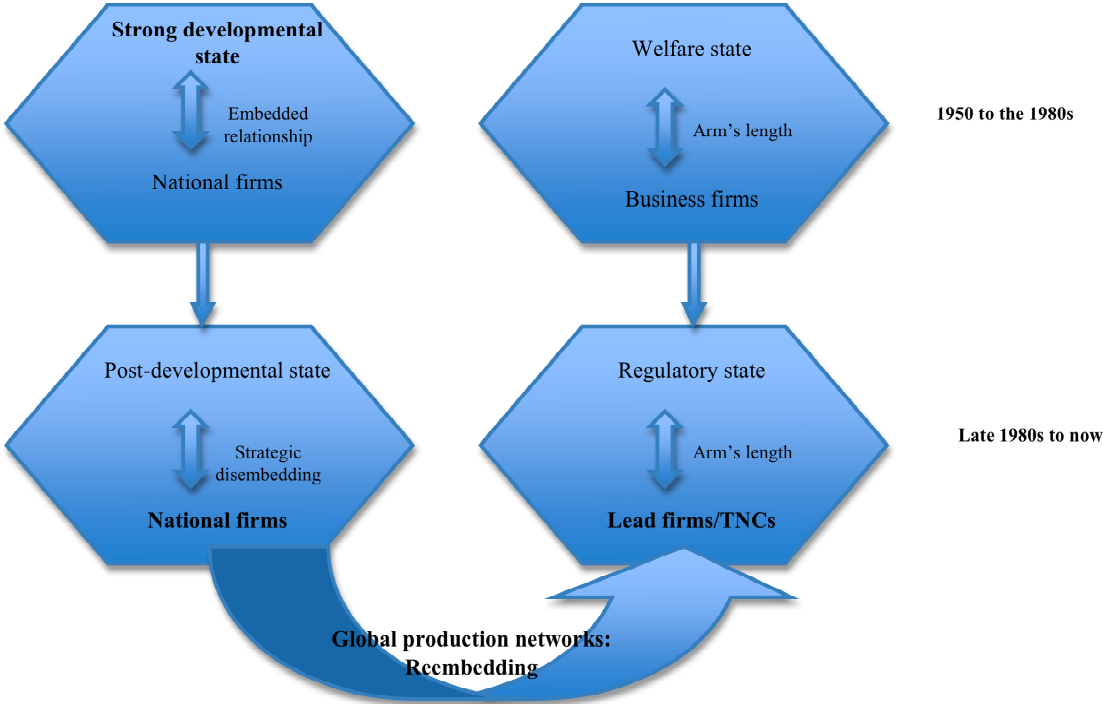 Strong developmental
state
Embedded
relationship
National firms
Welfare state
Arm's length
Business firms
1950 to the 1980s
Post-developmental state
Strategic
disembedding
National firms
Regulatory state
Arm's length
Lead firms/TNCs
Late 1980s to now
Global production networks:
Reembedding